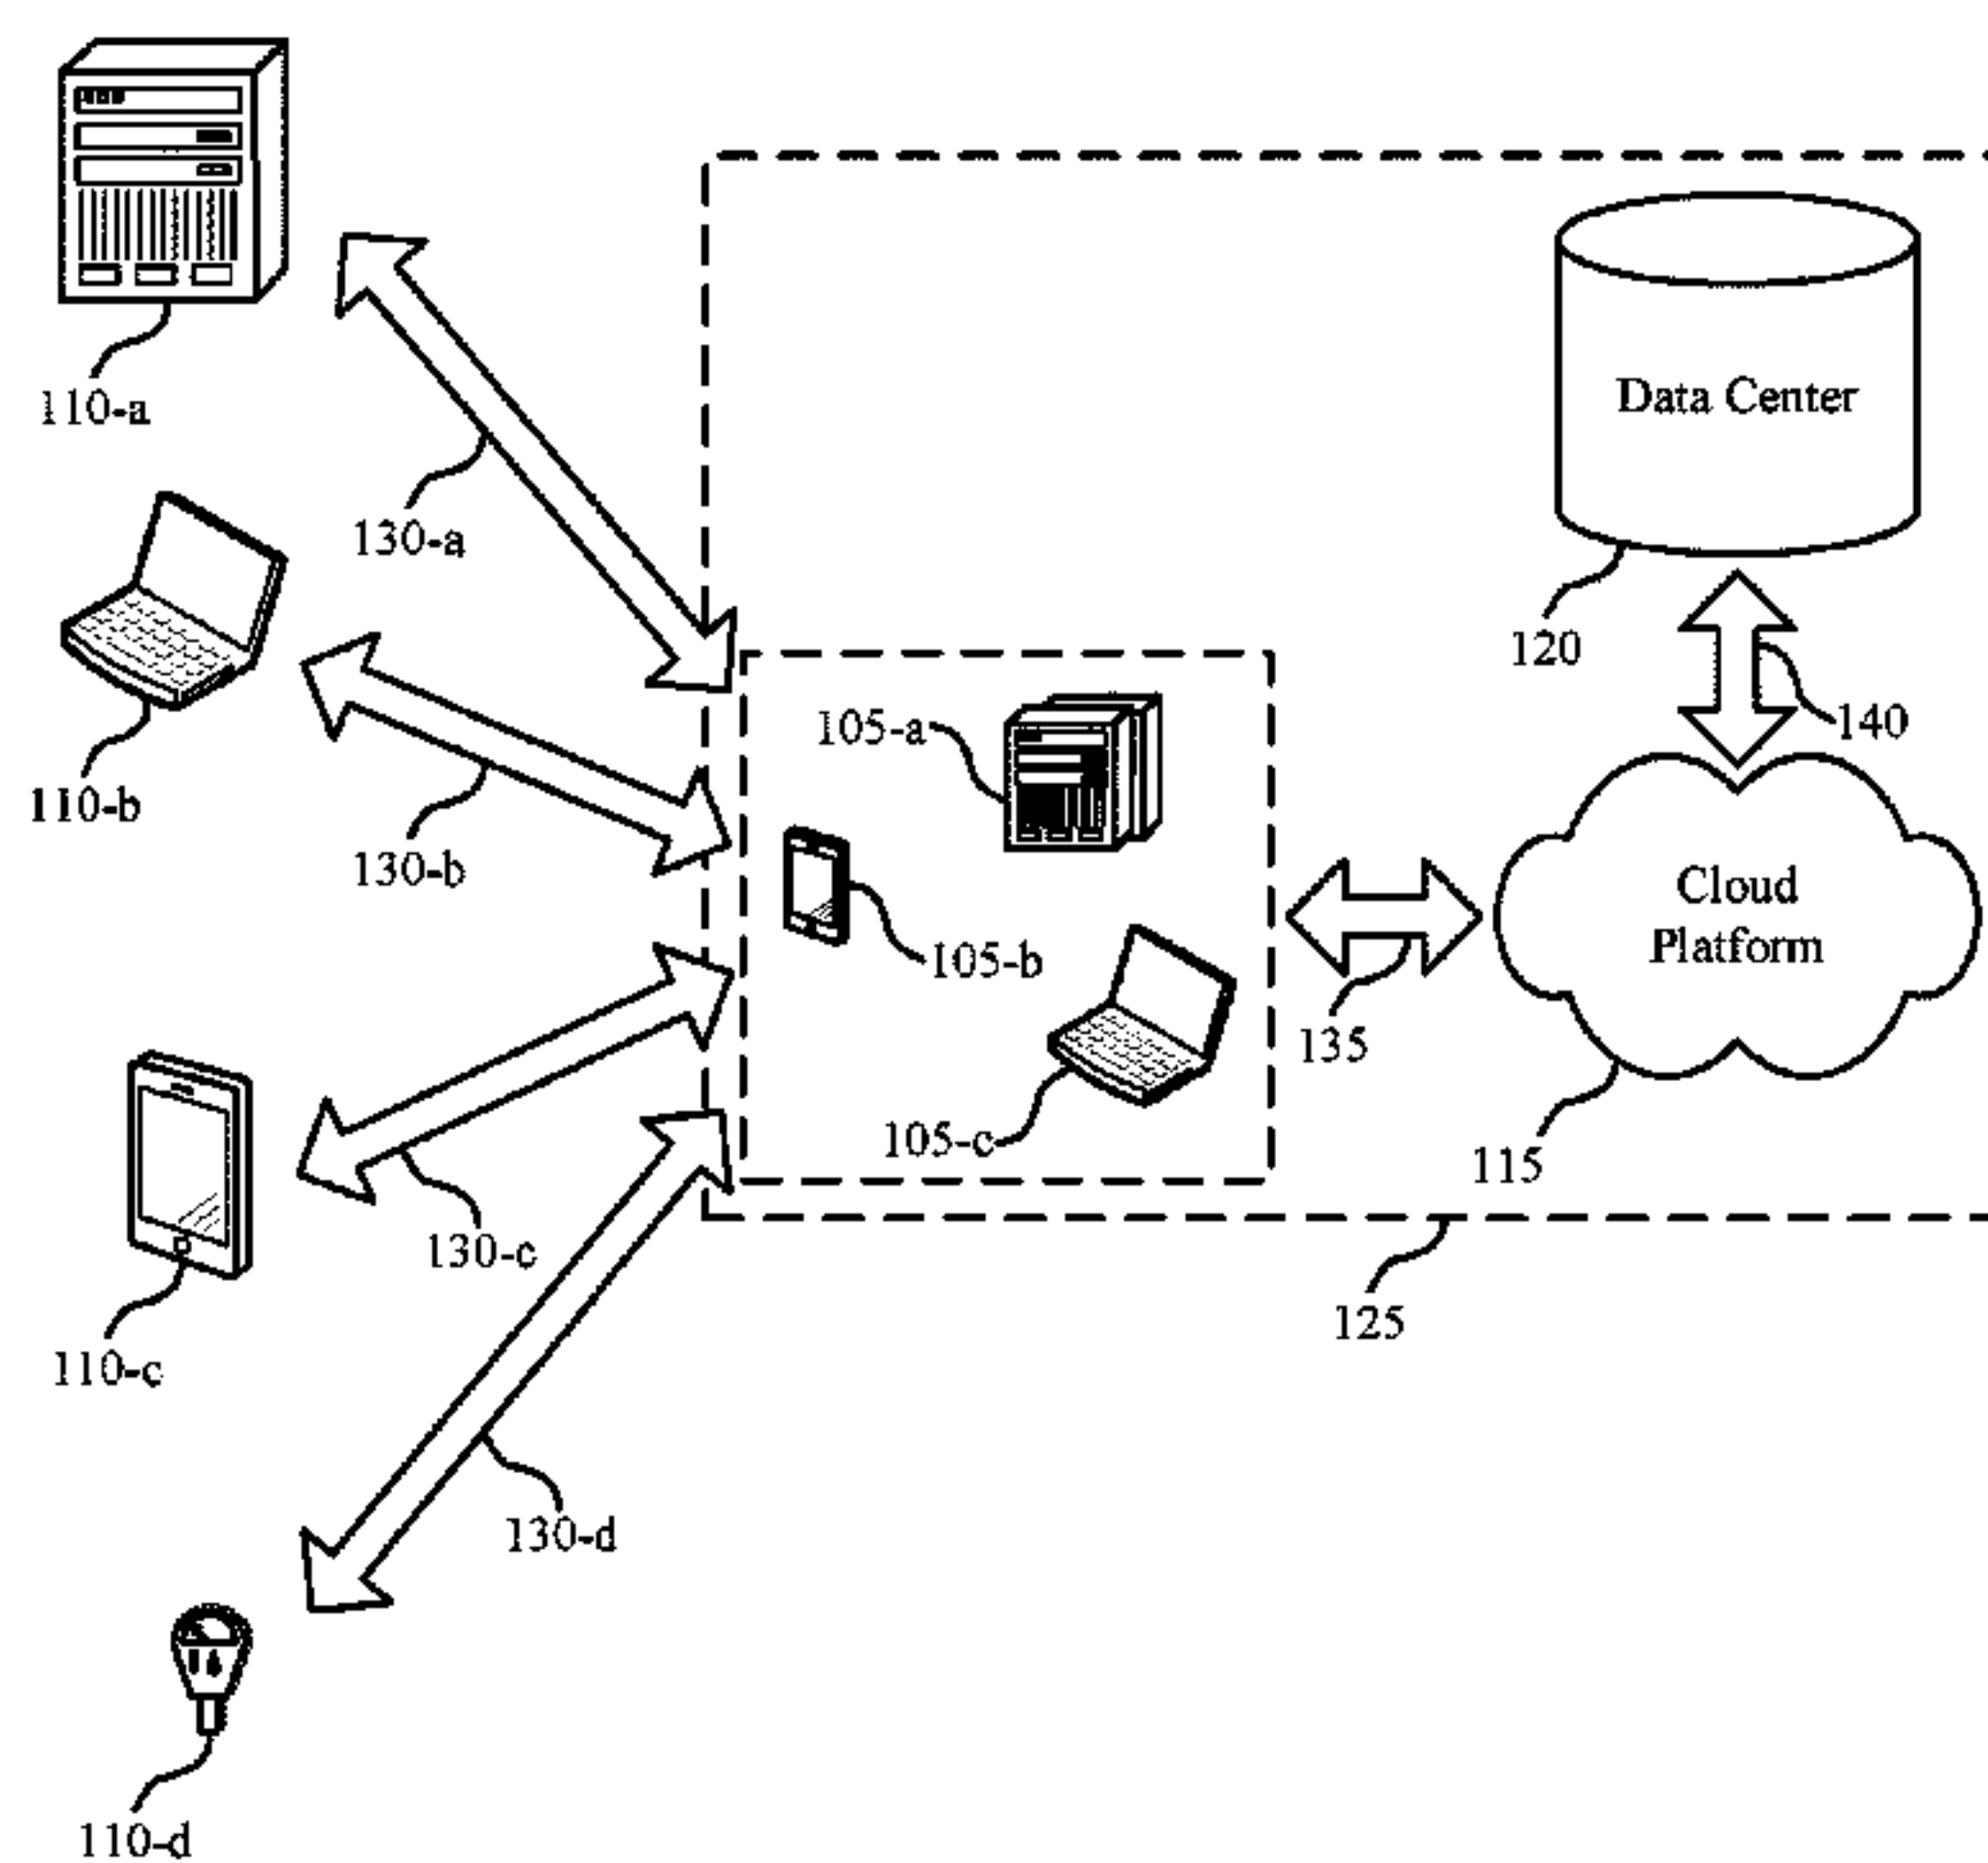 110-a
130-a
Data Center
120
140
110-b
130-b
105-a
105-b
105-c
Cloud
Platform
135
115
110-c
130-c
125
130-d
110-d